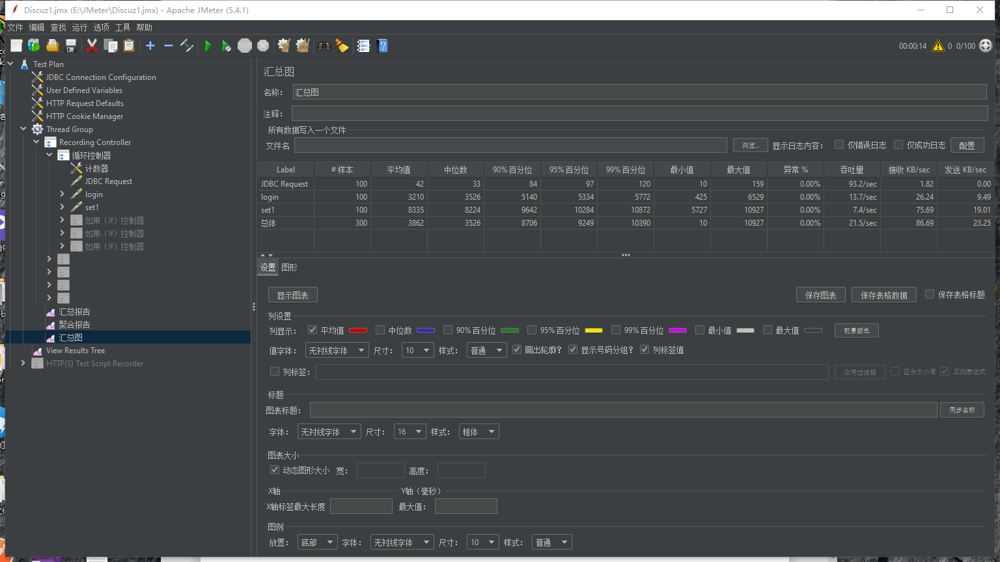 Discuz1.jmx (E:\JMeter\Discuz1.jmx) - Apache JMeter (5.4.1)
文件 编辑 查找 运行 选项 工具 帮助
00:00:14 0 0/100
Test Plan
JDBC Connection Configuration
User Defined Variables
HTTP Request Defaults
HTTP Cookie Manager
Thread Group
Recording Controller
循环控制器
计数器
JDBC Request
login
set1
如果（If）控制器
如果（If）控制器
如果（If）控制器
汇总报告
聚合报告
汇总图
View Results Tree
HTTP(S) Test Script Recorder
汇总图
名称： 汇总图
注释：
所有数据写入一个文件
文件名 浏览... 显示日志内容： 仅错误日志 仅成功日志 配置
Label # 样本 平均值 中位数 90% 百分位 95% 百分位 99% 百分位 最小值 最大值 异常 % 吞吐量 接收 KB/sec 发送 KB/sec
JDBC Request 100 42 33 84 97 120 10 159 0.00% 93.2/sec 1.82 0.00
login 100 3210 3526 5140 5334 5772 425 6529 0.00% 13.7/sec 26.24 9.49
set1 100 8335 8224 9642 10284 10872 5727 10927 0.00% 7.4/sec 75.69 19.01
总体 300 3862 3526 8706 9249 10390 10 10927 0.00% 21.5/sec 86.69 23.25
设置 图形
显示图表 保存图表 保存表格数据 保存表格标题
列设置
列显示： 平均值 中位数 90% 百分位 95% 百分位 99% 百分位 最小值 最大值 前景颜色
值字体： 无衬线字体 尺寸： 10 样式： 普通 画出轮廓? 显示号码分组? 列标签值
列标签： 应用过滤器 区分大小写 正则表达式
标题
图表标题： 同步名称
字体： 无衬线字体 尺寸： 16 样式： 粗体
图表大小
动态图形大小 宽： 高度：
X轴 Y轴（毫秒）
X轴标签最大长度 最大值：
图例
放置： 底部 字体： 无衬线字体 尺寸： 10 样式： 普通